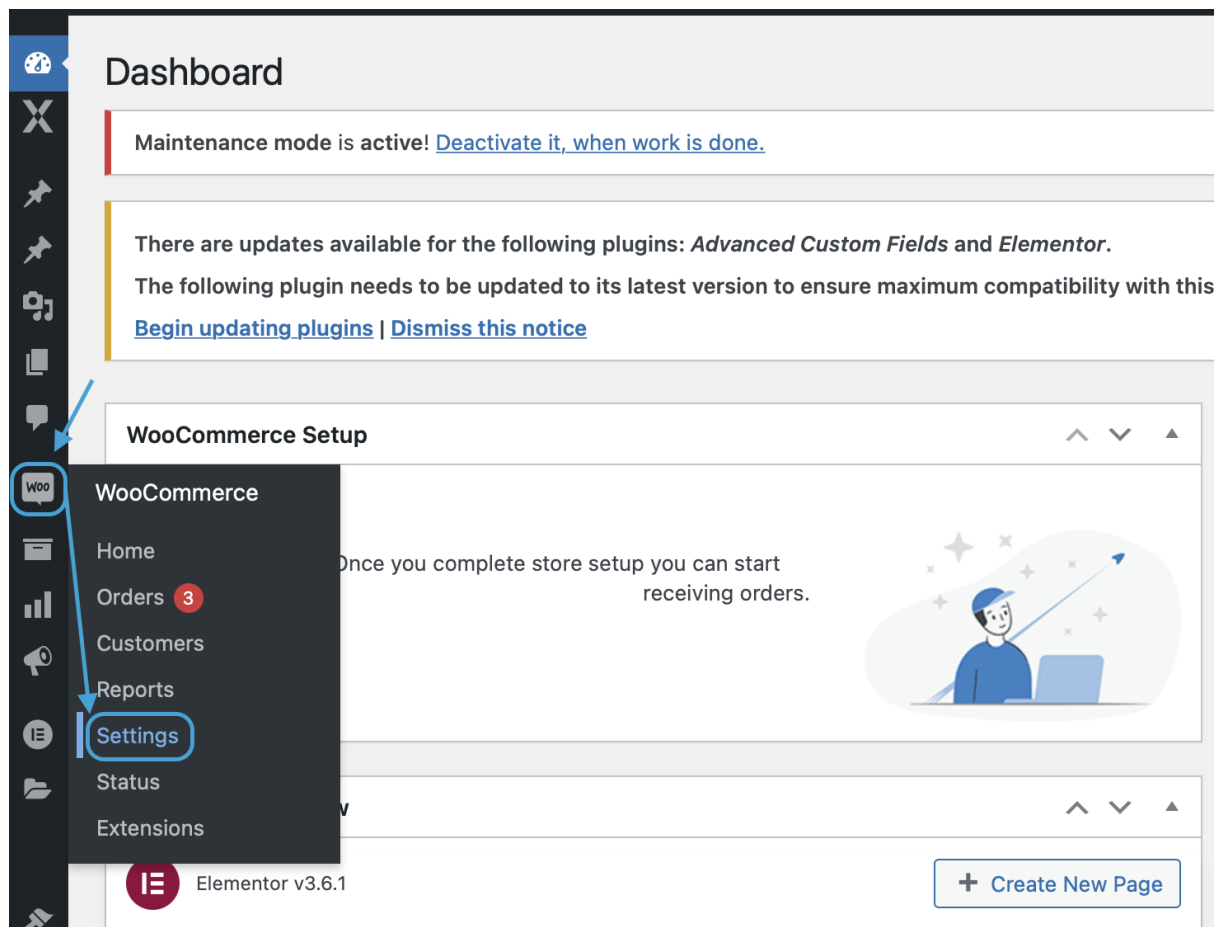 Dashboard
Maintenance mode is active! Deactivate it, when work is done.
There are updates available for the following plugins: Advanced Custom Fields and Elementor.
The following plugin needs to be updated to its latest version to ensure maximum compatibility with this
Begin updating plugins | Dismiss this notice
WooCommerce Setup
Woo
WooCommerce
Home
Once you complete store setup you can start
receiving orders.
Orders 3
Customers
Reports
Settings
Status
Extensions
Elementor v3.6.1
+ Create New Page